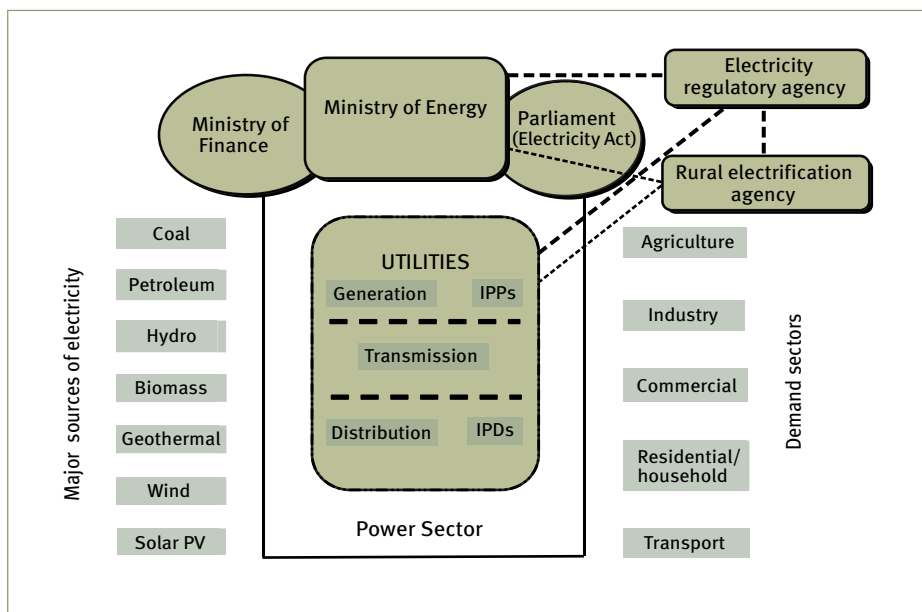 Ministry of
Finance
Ministry of Energy
Parliament
(Electricity Act)
Electricity
regulatory agency
Rural electrification
agency
Major sources of electricity
Coal
Petroleum
Hydro
Biomass
Geothermal
Wind
Solar PV
UTILITIES
Generation
IPPs
Transmission
Distribution
IPDs
Power Sector
Agriculture
Industry
Commercial
Residential/
household
Transport
Demand sectors